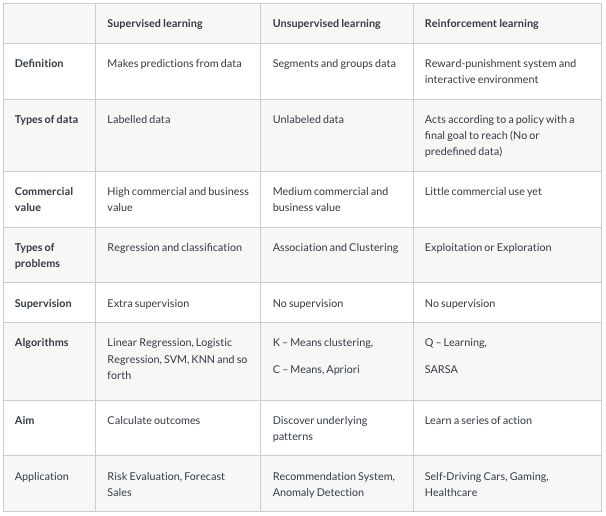 Supervised learning
Unsupervised learning
Reinforcement learning
Definition
Makes predictions from data
Segments and groups data
Reward-punishment system and
interactive environment
Types of data
Labelled data
Unlabeled data
Acts according to a policy with a
final goal to reach (No or
predefined data)
Commercial
value
High commercial and business
value
Medium commercial and
business value
Little commercial use yet
Types of
problems
Regression and classification
Association and Clustering
Exploitation or Exploration
Supervision
Extra supervision
No supervision
No supervision
Algorithms
Linear Regression, Logistic
Regression, SVM, KNN and so
forth
K – Means clustering,
C – Means, Apriori
Q – Learning,
SARSA
Aim
Calculate outcomes
Discover underlying
patterns
Learn a series of action
Application
Risk Evaluation, Forecast
Sales
Recommendation System,
Anomaly Detection
Self-Driving Cars, Gaming,
Healthcare